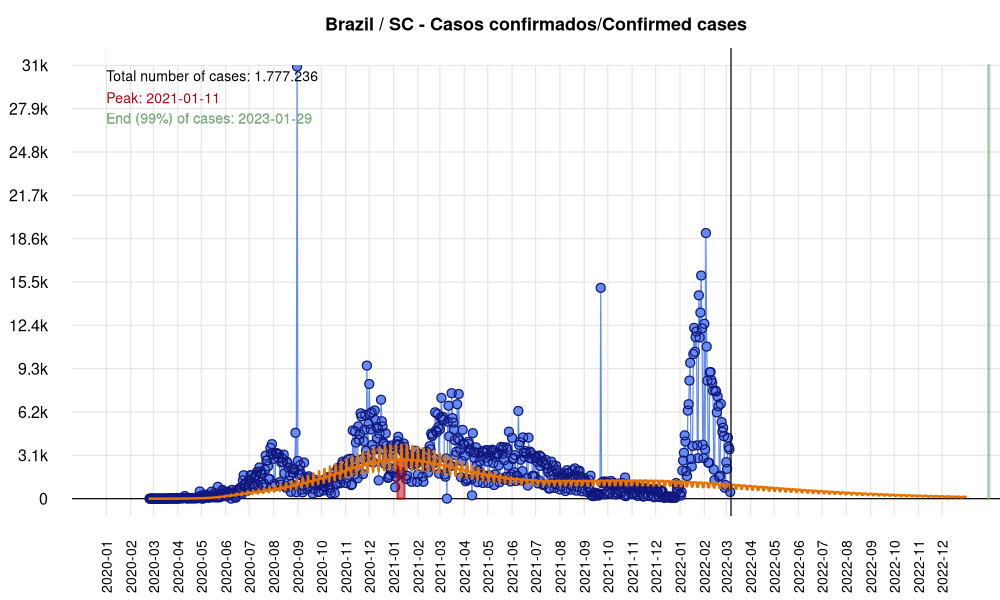 Brazil / SC - Casos confirmados/Confirmed cases
31k
Total number of cases: 1.777.236
Peak: 2021-01-11
27.9k
End (99%) of cases: 2023-01-29
24.8k
21.7k
18.6k
15.5k
12.4k
9.3k
6.2k
3.1k
0
2020-01
2020-02
2020-03
2020-04
2020-05
2020-06
2020-07
2020-08
2020-09
2020-10
2020-11
2020-12
2021-01
2021-02
2021-03
2021-04
2021-05
2021-06
2021-07
2021-08
2021-09
2021-10
2021-11
2021-12
2022-01
2022-02
2022-03
2022-04
2022-05
2022-06
2022-07
2022-08
2022-09
2022-10
2022-11
2022-12